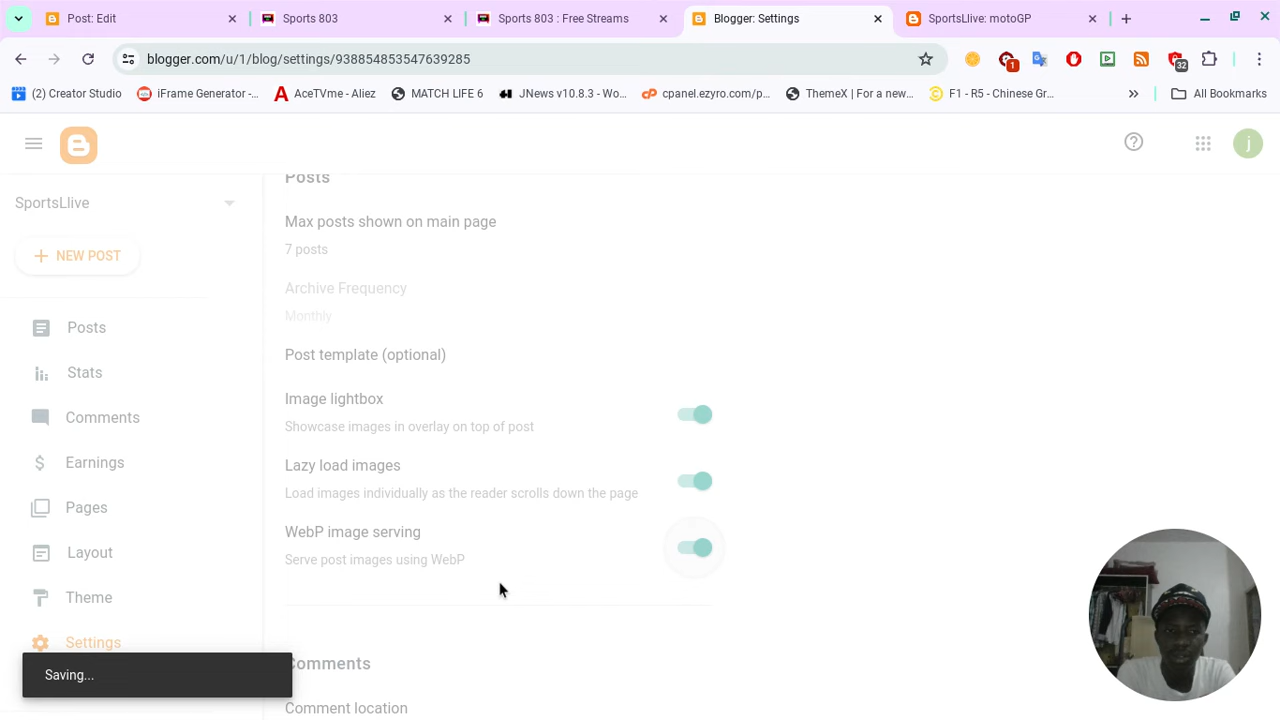 Post: Edit
Sports 803
Sports 803 : Free Streams
Blogger: Settings
SportsLlive: motoGP
blogger.com/u/1/blog/settings/938854853547639285
1
32
(2) Creator Studio
iFrame Generator -...
AceTVme - Aliez
MATCH LIFE 6
JNews v10.8.3 - Wo...
cpanel.ezyro.com/p...
ThemeX | For a new...
F1 - R5 - Chinese Gr...
All Bookmarks
j
SportsLlive
NEW POST
Posts
Stats
Comments
Earnings
Pages
Layout
Theme
Settings
Saving...
Posts
Max posts shown on main page
7 posts
Archive Frequency
Monthly
Post template (optional)
Image lightbox
Showcase images in overlay on top of post
Lazy load images
Load images individually as the reader scrolls down the page
WebP image serving
Serve post images using WebP
Comments
Comment location